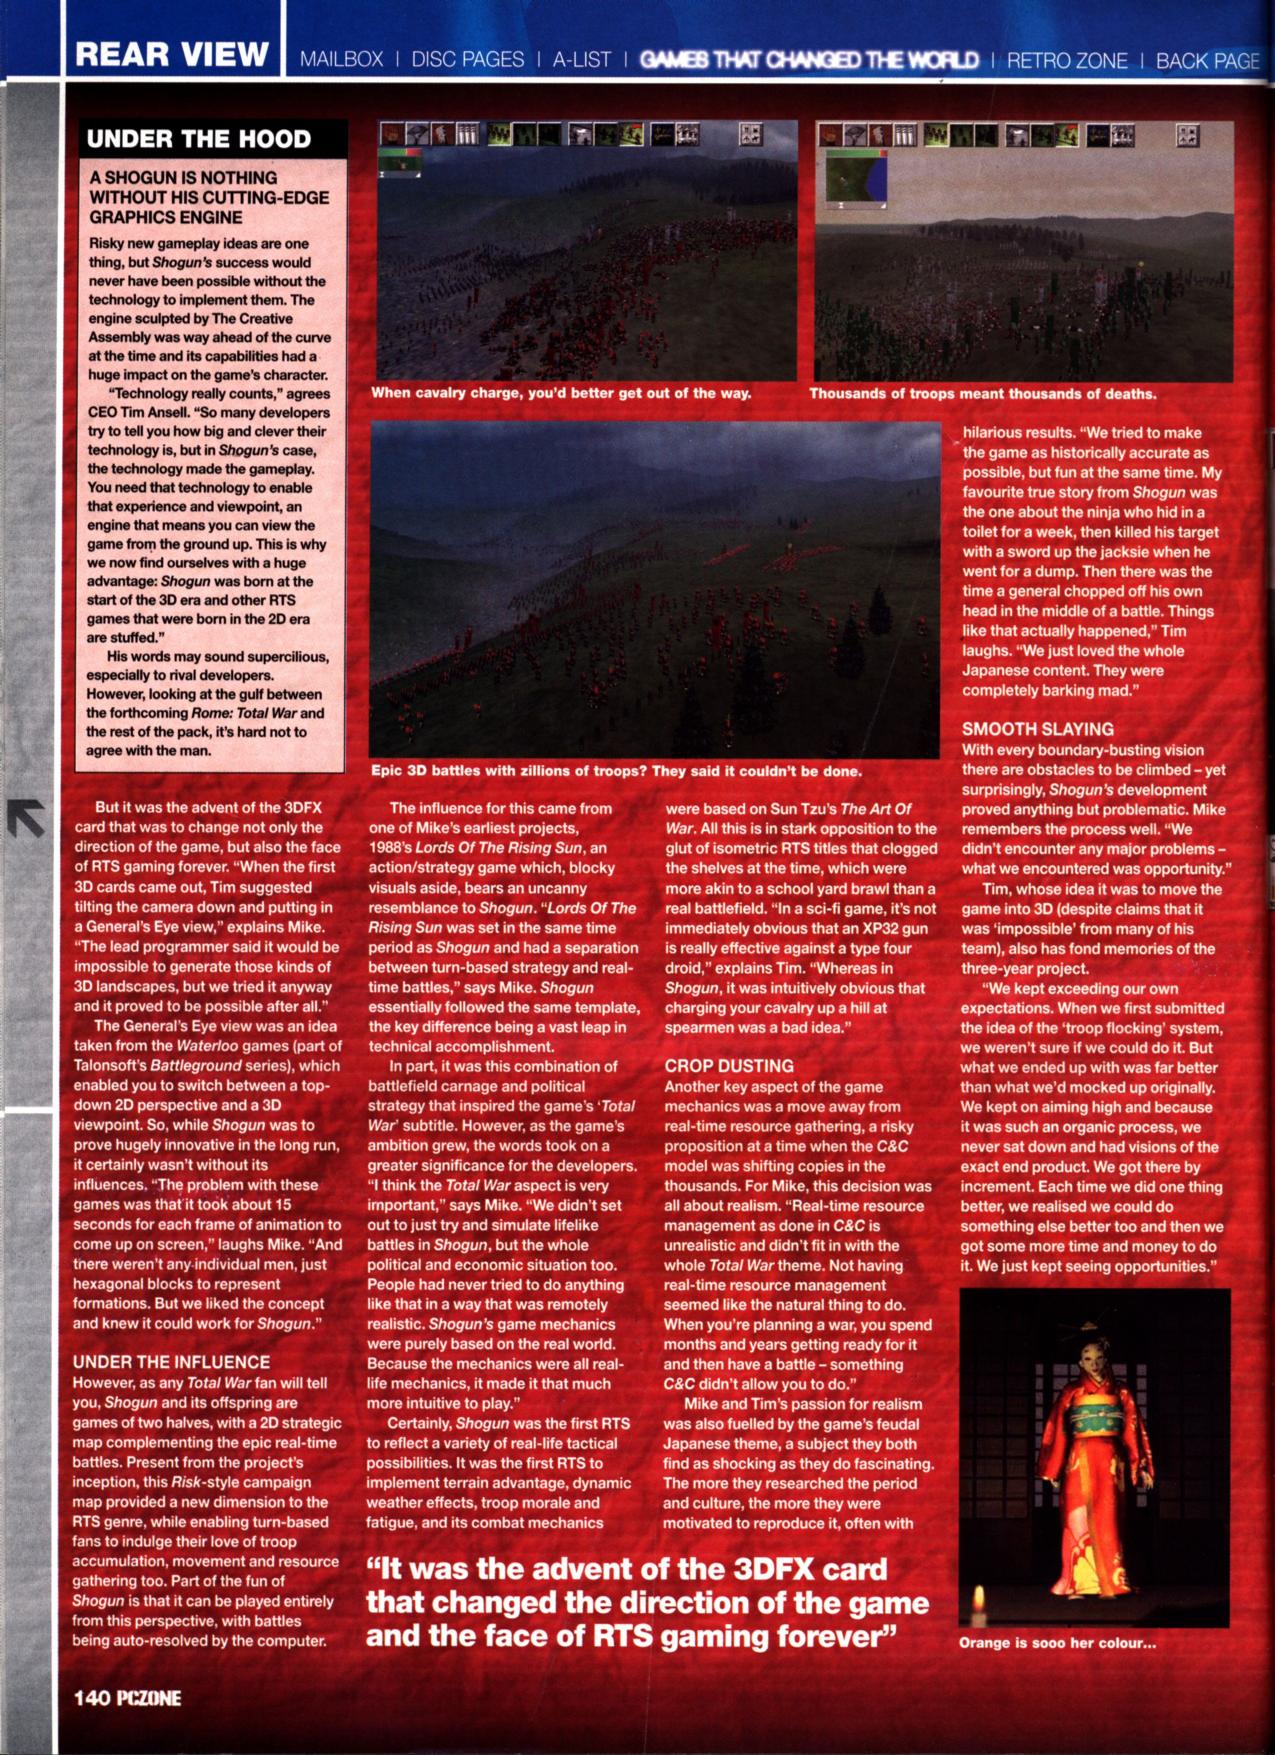 REAR VIEW
MAILBOX | DISC PAGES | A-LIST | GAMES THAT CHANGED THE WORLD | RETRO ZONE | BACK PAGE
UNDER THE HOOD
A SHOGUN IS NOTHING
WITHOUT HIS CUTTING-EDGE
GRAPHICS ENGINE
Risky new gameplay ideas are one
thing, but Shogun's success would
never have been possible without the
technology to implement them. The
engine sculpted by The Creative
Assembly was way ahead of the curve
at the time and its capabilities had a
huge impact on the game's character.
“Technology really counts,” agrees
CEO Tim Ansell. “So many developers
try to tell you how big and clever their
technology is, but in Shogun's case,
the technology made the gameplay.
You need that technology to enable
that experience and viewpoint, an
engine that means you can view the
game from the ground up. This is why
we now find ourselves with a huge
advantage: Shogun was born at the
start of the 3D era and other RTS
games that were born in the 2D era
are stuffed.”
His words may sound supercilious,
especially to rival developers.
However, looking at the gulf between
the forthcoming Rome: Total War and
the rest of the pack, it's hard not to
agree with the man.
When cavalry charge, you'd better get out of the way.
Thousands of troops meant thousands of deaths.
Epic 3D battles with zillions of troops? They said it couldn't be done.
But it was the advent of the 3DFX
card that was to change not only the
direction of the game, but also the face
of RTS gaming forever. “When the first
3D cards came out, Tim suggested
tilting the camera down and putting in
a General's Eye view,” explains Mike.
“The lead programmer said it would be
impossible to generate those kinds of
3D landscapes, but we tried it anyway
and it proved to be possible after all.”
The General's Eye view was an idea
taken from the Waterloo games (part of
Talonsoft's Battleground series), which
enabled you to switch between a top-
down 2D perspective and a 3D
viewpoint. So, while Shogun was to
prove hugely innovative in the long run,
it certainly wasn't without its
influences. “The problem with these
games was that it took about 15
seconds for each frame of animation to
come up on screen,” laughs Mike. “And
there weren't any individual men, just
hexagonal blocks to represent
formations. But we liked the concept
and knew it could work for Shogun.”
UNDER THE INFLUENCE
However, as any Total War fan will tell
you, Shogun and its offspring are
games of two halves, with a 2D strategic
map complementing the epic real-time
battles. Present from the project's
inception, this Risk-style campaign
map provided a new dimension to the
RTS genre, while enabling turn-based
fans to indulge their love of troop
accumulation, movement and resource
gathering too. Part of the fun of
Shogun is that it can be played entirely
from this perspective, with battles
being auto-resolved by the computer.
The influence for this came from
one of Mike's earliest projects,
1988's Lords Of The Rising Sun, an
action/strategy game which, blocky
visuals aside, bears an uncanny
resemblance to Shogun. “Lords Of The
Rising Sun was set in the same time
period as Shogun and had a separation
between turn-based strategy and real-
time battles,” says Mike. Shogun
essentially followed the same template,
the key difference being a vast leap in
technical accomplishment.
In part, it was this combination of
battlefield carnage and political
strategy that inspired the game's ‘Total
War’ subtitle. However, as the game's
ambition grew, the words took on a
greater significance for the developers.
“I think the Total War aspect is very
important,” says Mike. “We didn't set
out to just try and simulate lifelike
battles in Shogun, but the whole
political and economic situation too.
People had never tried to do anything
like that in a way that was remotely
realistic. Shogun's game mechanics
were purely based on the real world.
Because the mechanics were all real-
life mechanics, it made it that much
more intuitive to play.”
Certainly, Shogun was the first RTS
to reflect a variety of real-life tactical
possibilities. It was the first RTS to
implement terrain advantage, dynamic
weather effects, troop morale and
fatigue, and its combat mechanics
were based on Sun Tzu's The Art Of
War. All this is in stark opposition to the
glut of isometric RTS titles that clogged
the shelves at the time, which were
more akin to a school yard brawl than a
real battlefield. “In a sci-fi game, it's not
immediately obvious that an XP32 gun
is really effective against a type four
droid,” explains Tim. “Whereas in
Shogun, it was intuitively obvious that
charging your cavalry up a hill at
spearmen was a bad idea.”
CROP DUSTING
Another key aspect of the game
mechanics was a move away from
real-time resource gathering, a risky
proposition at a time when the C&C
model was shifting copies in the
thousands. For Mike, this decision was
all about realism. “Real-time resource
management as done in C&C is
unrealistic and didn't fit in with the
whole Total War theme. Not having
real-time resource management
seemed like the natural thing to do.
When you're planning a war, you spend
months and years getting ready for it
and then have a battle – something
C&C didn't allow you to do.”
Mike and Tim's passion for realism
was also fuelled by the game's feudal
Japanese theme, a subject they both
find as shocking as they do fascinating.
The more they researched the period
and culture, the more they were
motivated to reproduce it, often with
hilarious results. “We tried to make
the game as historically accurate as
possible, but fun at the same time. My
favourite true story from Shogun was
the one about the ninja who hid in a
toilet for a week, then killed his target
with a sword up the jacksie when he
went for a dump. Then there was the
time a general chopped off his own
head in the middle of a battle. Things
like that actually happened,” Tim
laughs. “We just loved the whole
Japanese content. They were
completely barking mad.”
SMOOTH SLAYING
With every boundary-busting vision
there are obstacles to be climbed – yet
surprisingly, Shogun's development
proved anything but problematic. Mike
remembers the process well. “We
didn't encounter any major problems –
what we encountered was opportunity.”
Tim, whose idea it was to move the
game into 3D (despite claims that it
was ‘impossible’ from many of his
team), also has fond memories of the
three-year project.
“We kept exceeding our own
expectations. When we first submitted
the idea of the ‘troop flocking’ system,
we weren't sure if we could do it. But
what we ended up with was far better
than what we'd mocked up originally.
We kept on aiming high and because
it was such an organic process, we
never sat down and had visions of the
exact end product. We got there by
increment. Each time we did one thing
better, we realised we could do
something else better too and then we
got some more time and money to do
it. We just kept seeing opportunities.”
“It was the advent of the 3DFX card
that changed the direction of the game
and the face of RTS gaming forever”
Orange is sooo her colour...
140 PCZONE